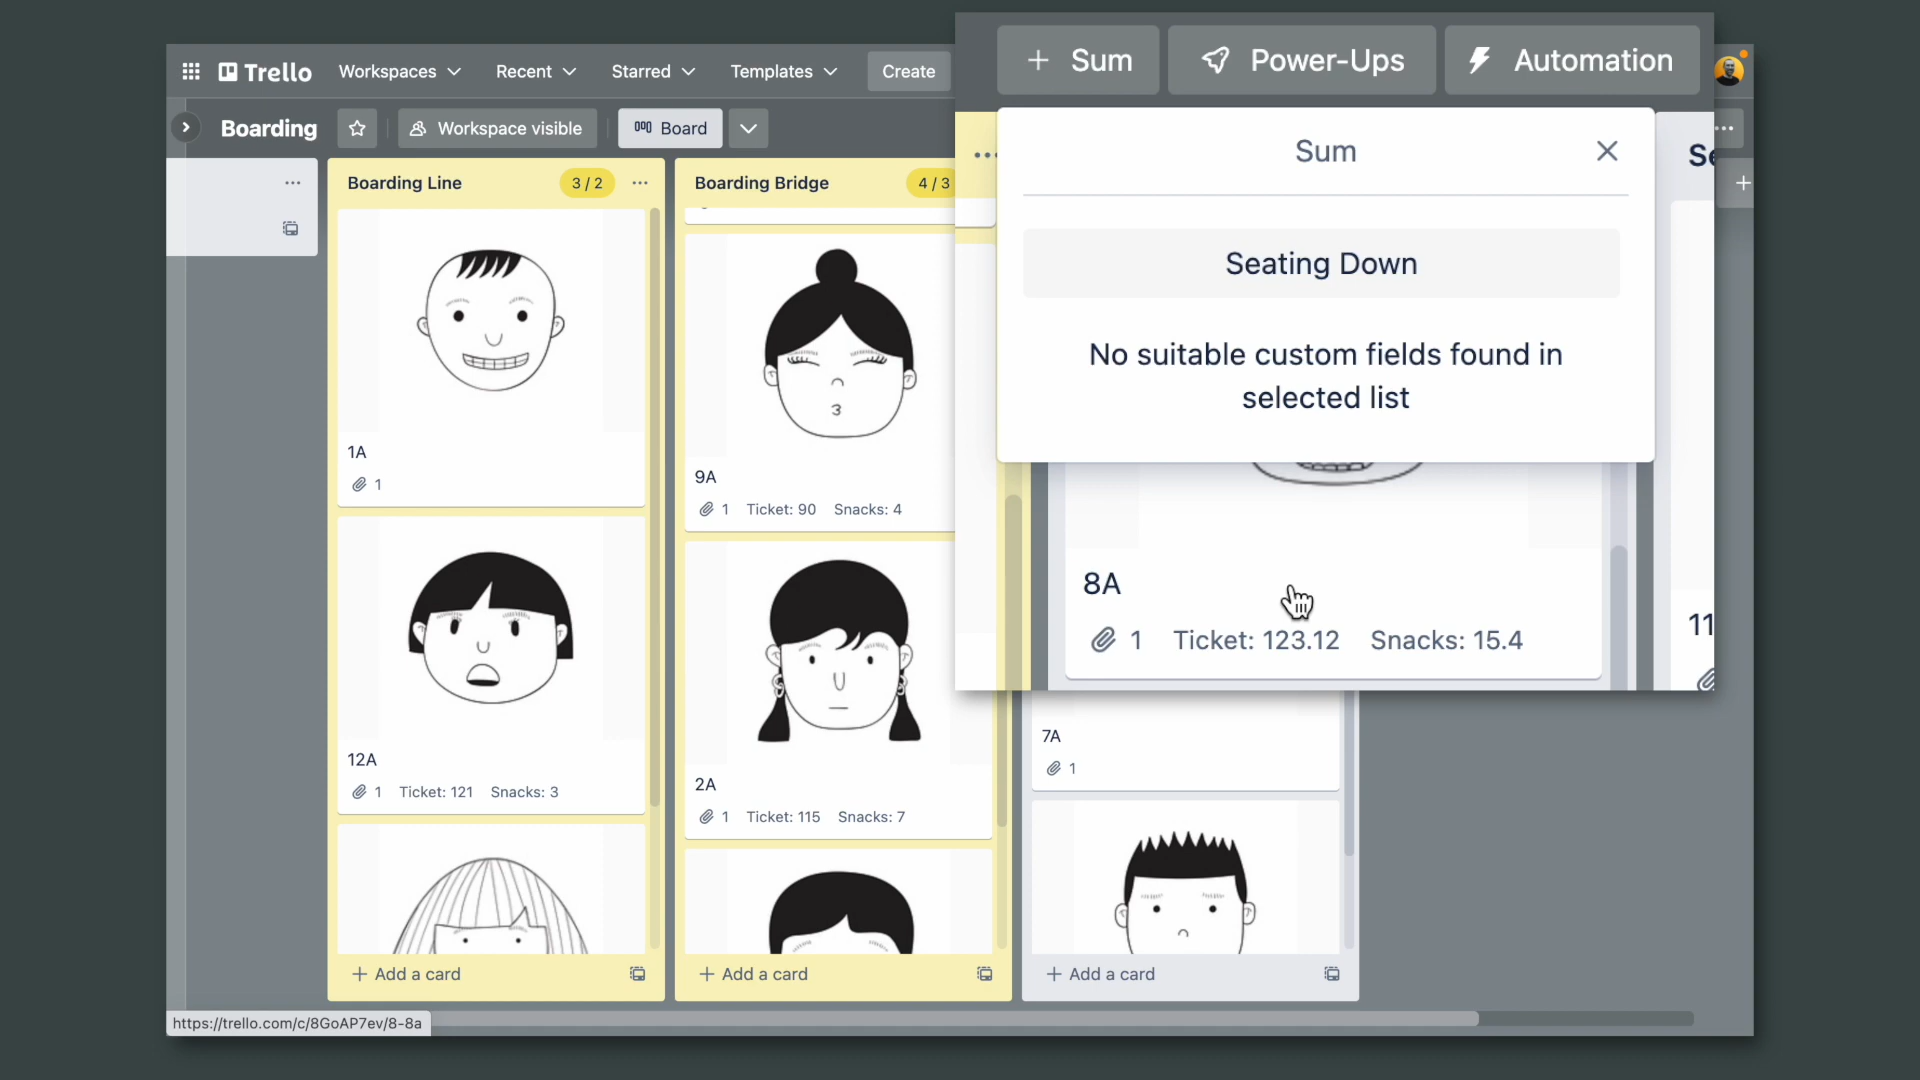 Trello
Workspaces
Recent
Starred
Templates
Create
Boarding
Workspace visible
Board
Boarding Line
3 / 2
1A
1
12A
1 Ticket: 121 Snacks: 3
+ Add a card
Boarding Bridge
4 / 3
9A
1 Ticket: 90 Snacks: 4
2A
1 Ticket: 115 Snacks: 7
+ Add a card
7A
1
+ Add a card
+ Sum
Power-Ups
Automation
Sum
Seating Down
No suitable custom fields found in
selected list
8A
1 Ticket: 123.12 Snacks: 15.4
11
https://trello.com/c/8GoAP7ev/8-8a